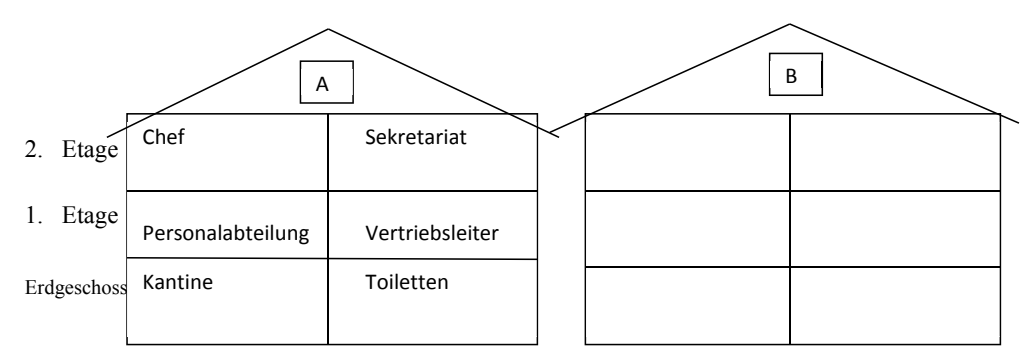 A
B
2. Etage
Chef
Sekretariat
1. Etage
Personalabteilung
Vertriebsleiter
Erdgeschoss
Kantine
Toiletten